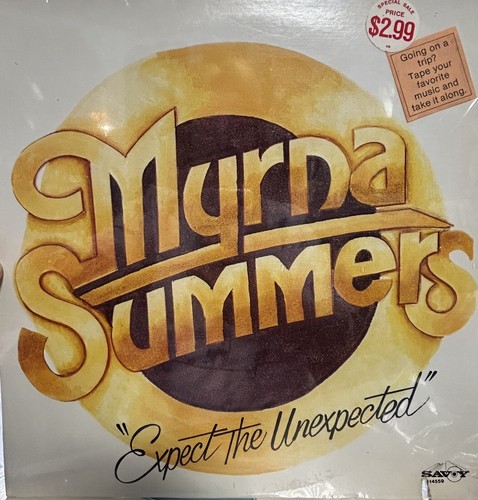 SPECIAL SALE
PRICE
$2.99
Going on a
trip?
Tape your
favorite
music and
take it along.
Myrna
Summers
"Expect The Unexpected"
SAVOY
14559